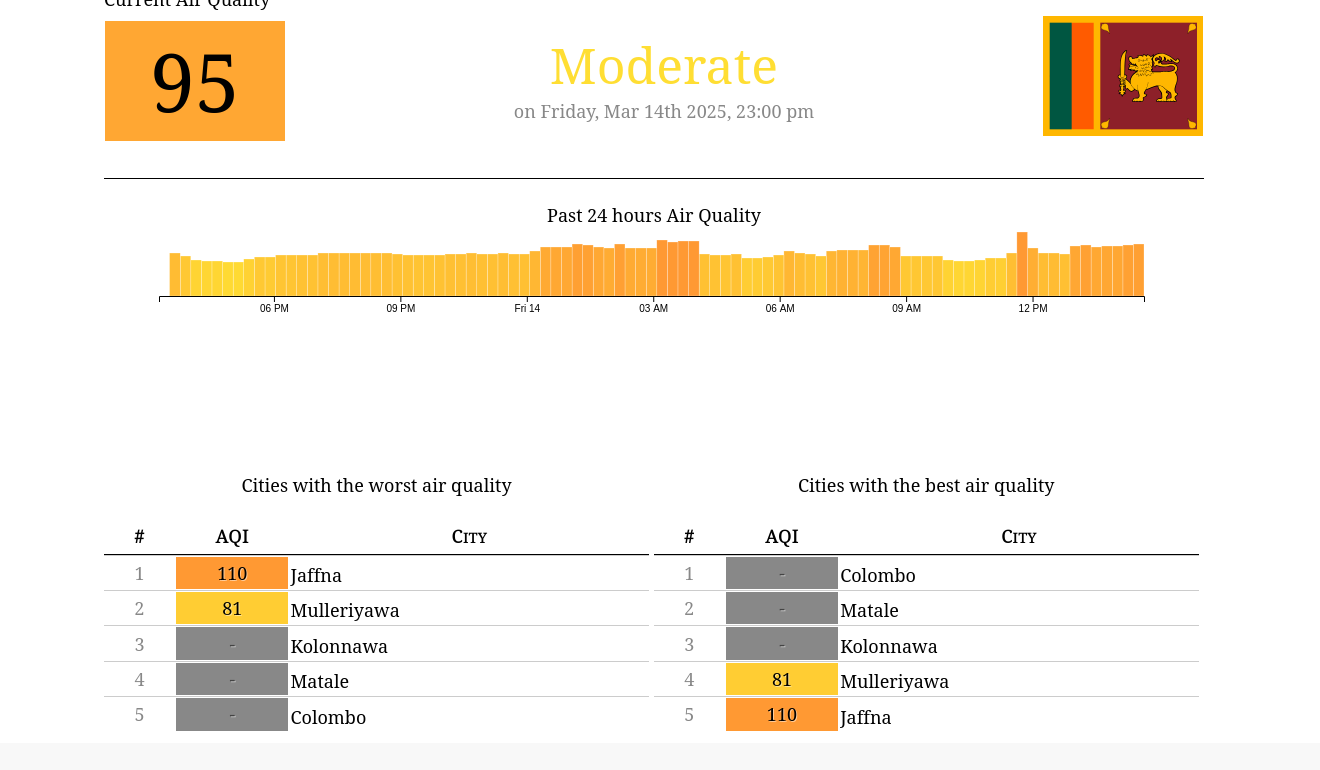 Current Air Quality
95
Moderate
on Friday, Mar 14th 2025, 23:00 pm
Past 24 hours Air Quality
06 PM 09 PM Fri 14 03 AM 06 AM 09 AM 12 PM
Cities with the worst air quality
# AQI City
1 110 Jaffna
2 81 Mulleriyawa
3 - Kolonnawa
4 - Matale
5 - Colombo
Cities with the best air quality
# AQI City
1 - Colombo
2 - Matale
3 - Kolonnawa
4 81 Mulleriyawa
5 110 Jaffna